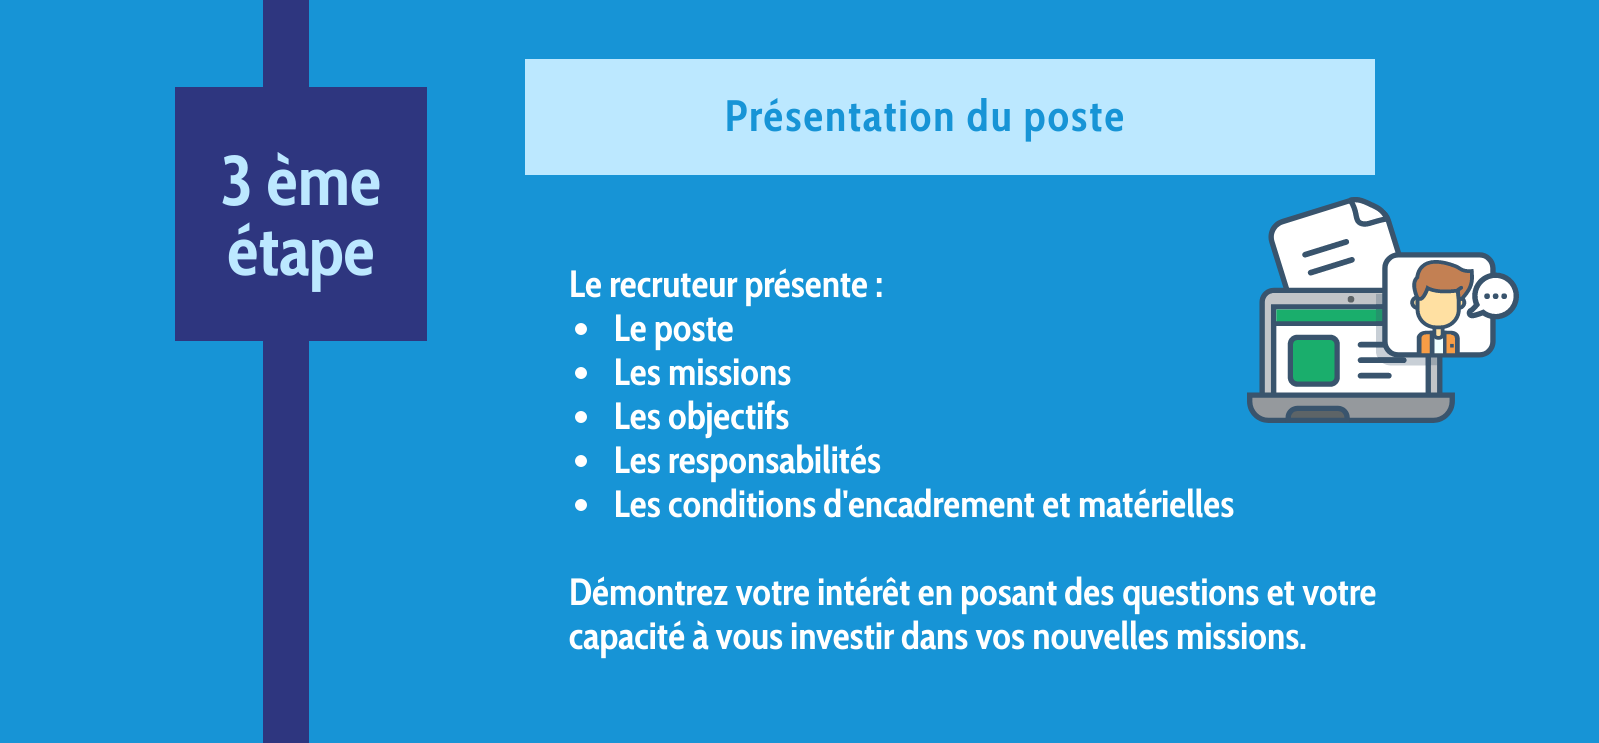 3 ème
étape
Présentation du poste
Le recruteur présente :
• Le poste
• Les missions
• Les objectifs
• Les responsabilités
• Les conditions d'encadrement et matérielles
Démontrez votre intérêt en posant des questions et votre
capacité à vous investir dans vos nouvelles missions.